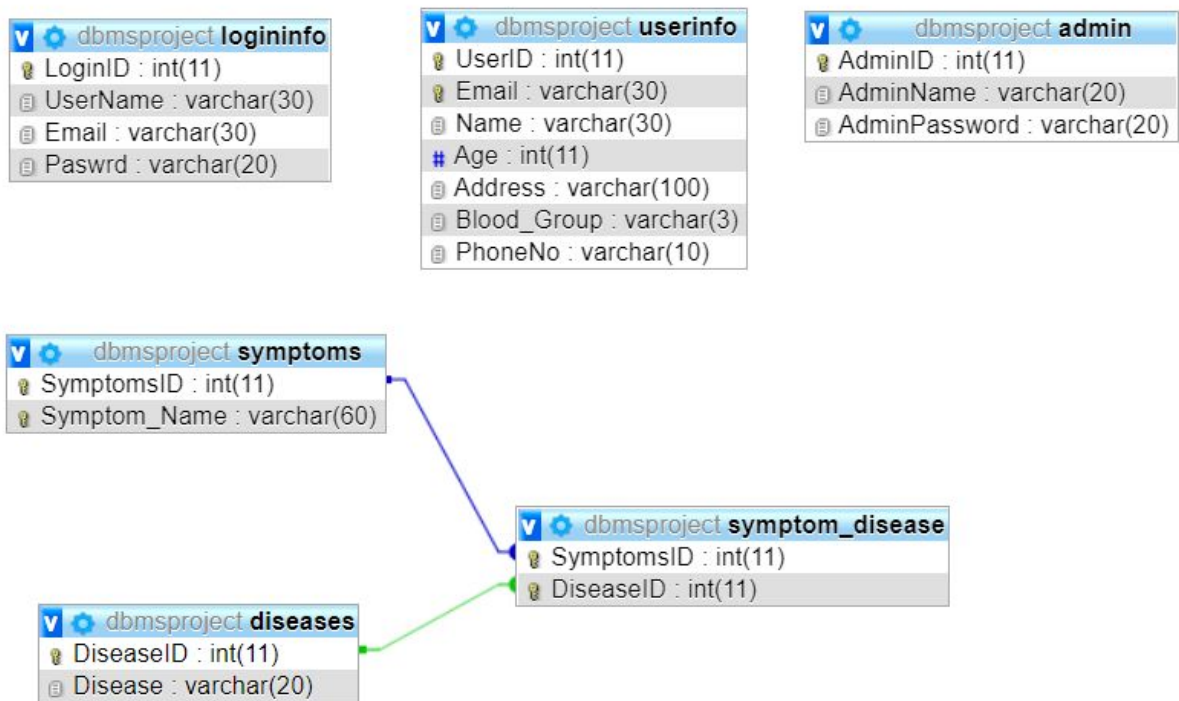 dbmsproject logininfo
LoginID : int(11)
UserName : varchar(30)
Email : varchar(30)
Paswrd : varchar(20)
dbmsproject userinfo
UserID : int(11)
Email : varchar(30)
Name : varchar(30)
# Age : int(11)
Address : varchar(100)
Blood_Group : varchar(3)
PhoneNo : varchar(10)
dbmsproject admin
AdminID : int(11)
AdminName : varchar(20)
AdminPassword : varchar(20)
dbmsproject symptoms
SymptomsID : int(11)
Symptom_Name : varchar(60)
dbmsproject symptom_disease
SymptomsID : int(11)
DiseaseID : int(11)
dbmsproject diseases
DiseaseID : int(11)
Disease : varchar(20)